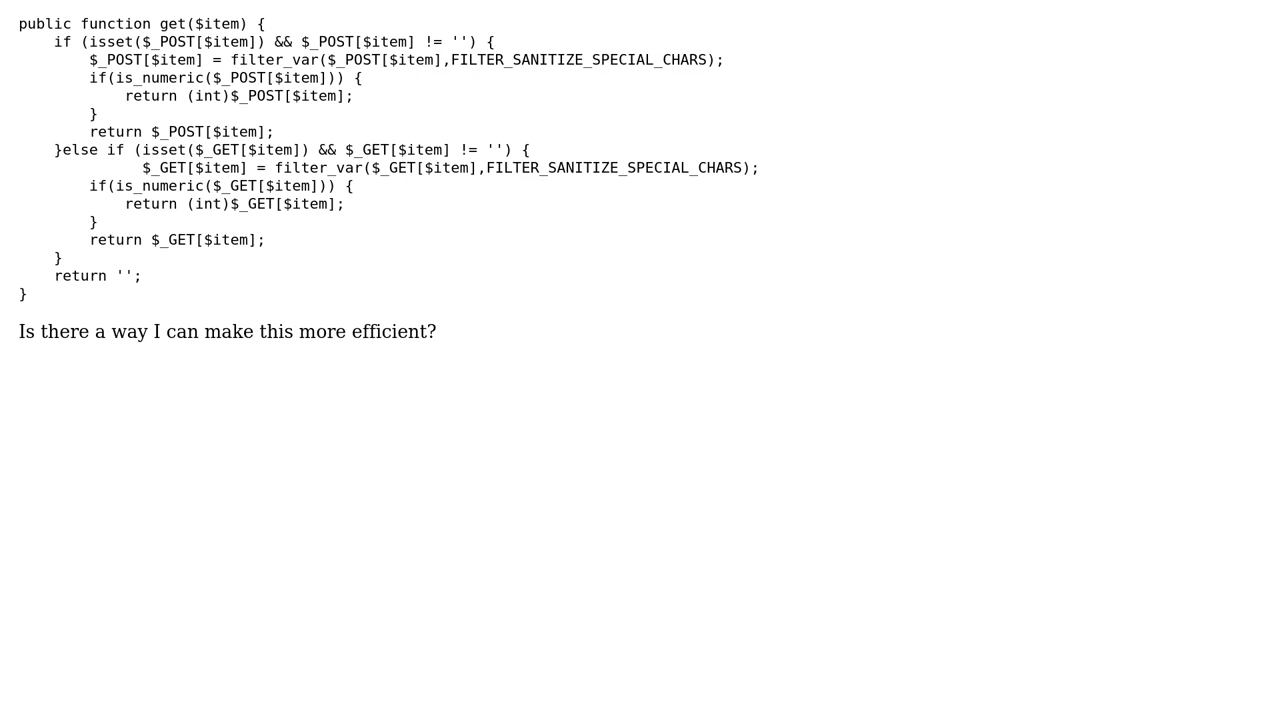 public function get($item) {
    if (isset($_POST[$item]) && $_POST[$item] != '') {
        $_POST[$item] = filter_var($_POST[$item],FILTER_SANITIZE_SPECIAL_CHARS);
        if(is_numeric($_POST[$item])) {
            return (int)$_POST[$item];
        }
        return $_POST[$item];
    }else if (isset($_GET[$item]) && $_GET[$item] != '') {
              $_GET[$item] = filter_var($_GET[$item],FILTER_SANITIZE_SPECIAL_CHARS);
        if(is_numeric($_GET[$item])) {
            return (int)$_GET[$item];
        }
        return $_GET[$item];
    }
    return '';
}
Is there a way I can make this more efficient?